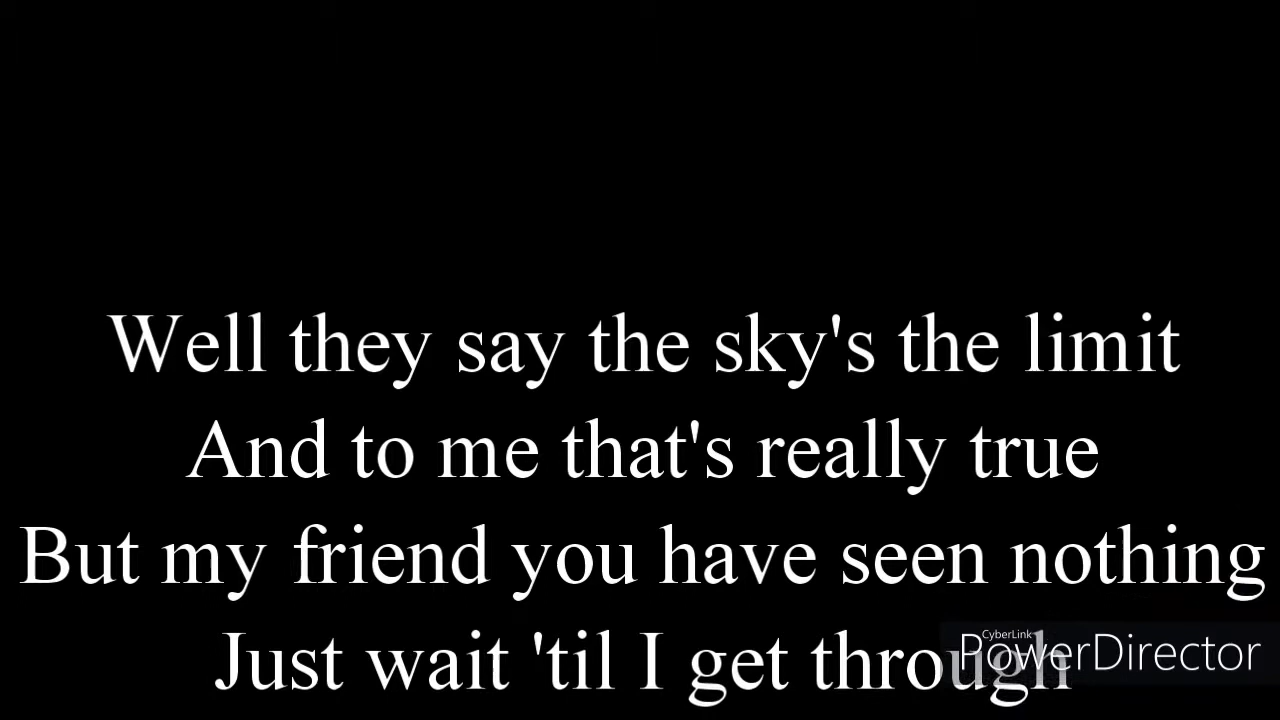 Well they say the sky's the limit
And to me that's really true
But my friend you have seen nothing
Just wait 'til I get through
CyberLink
PowerDirector